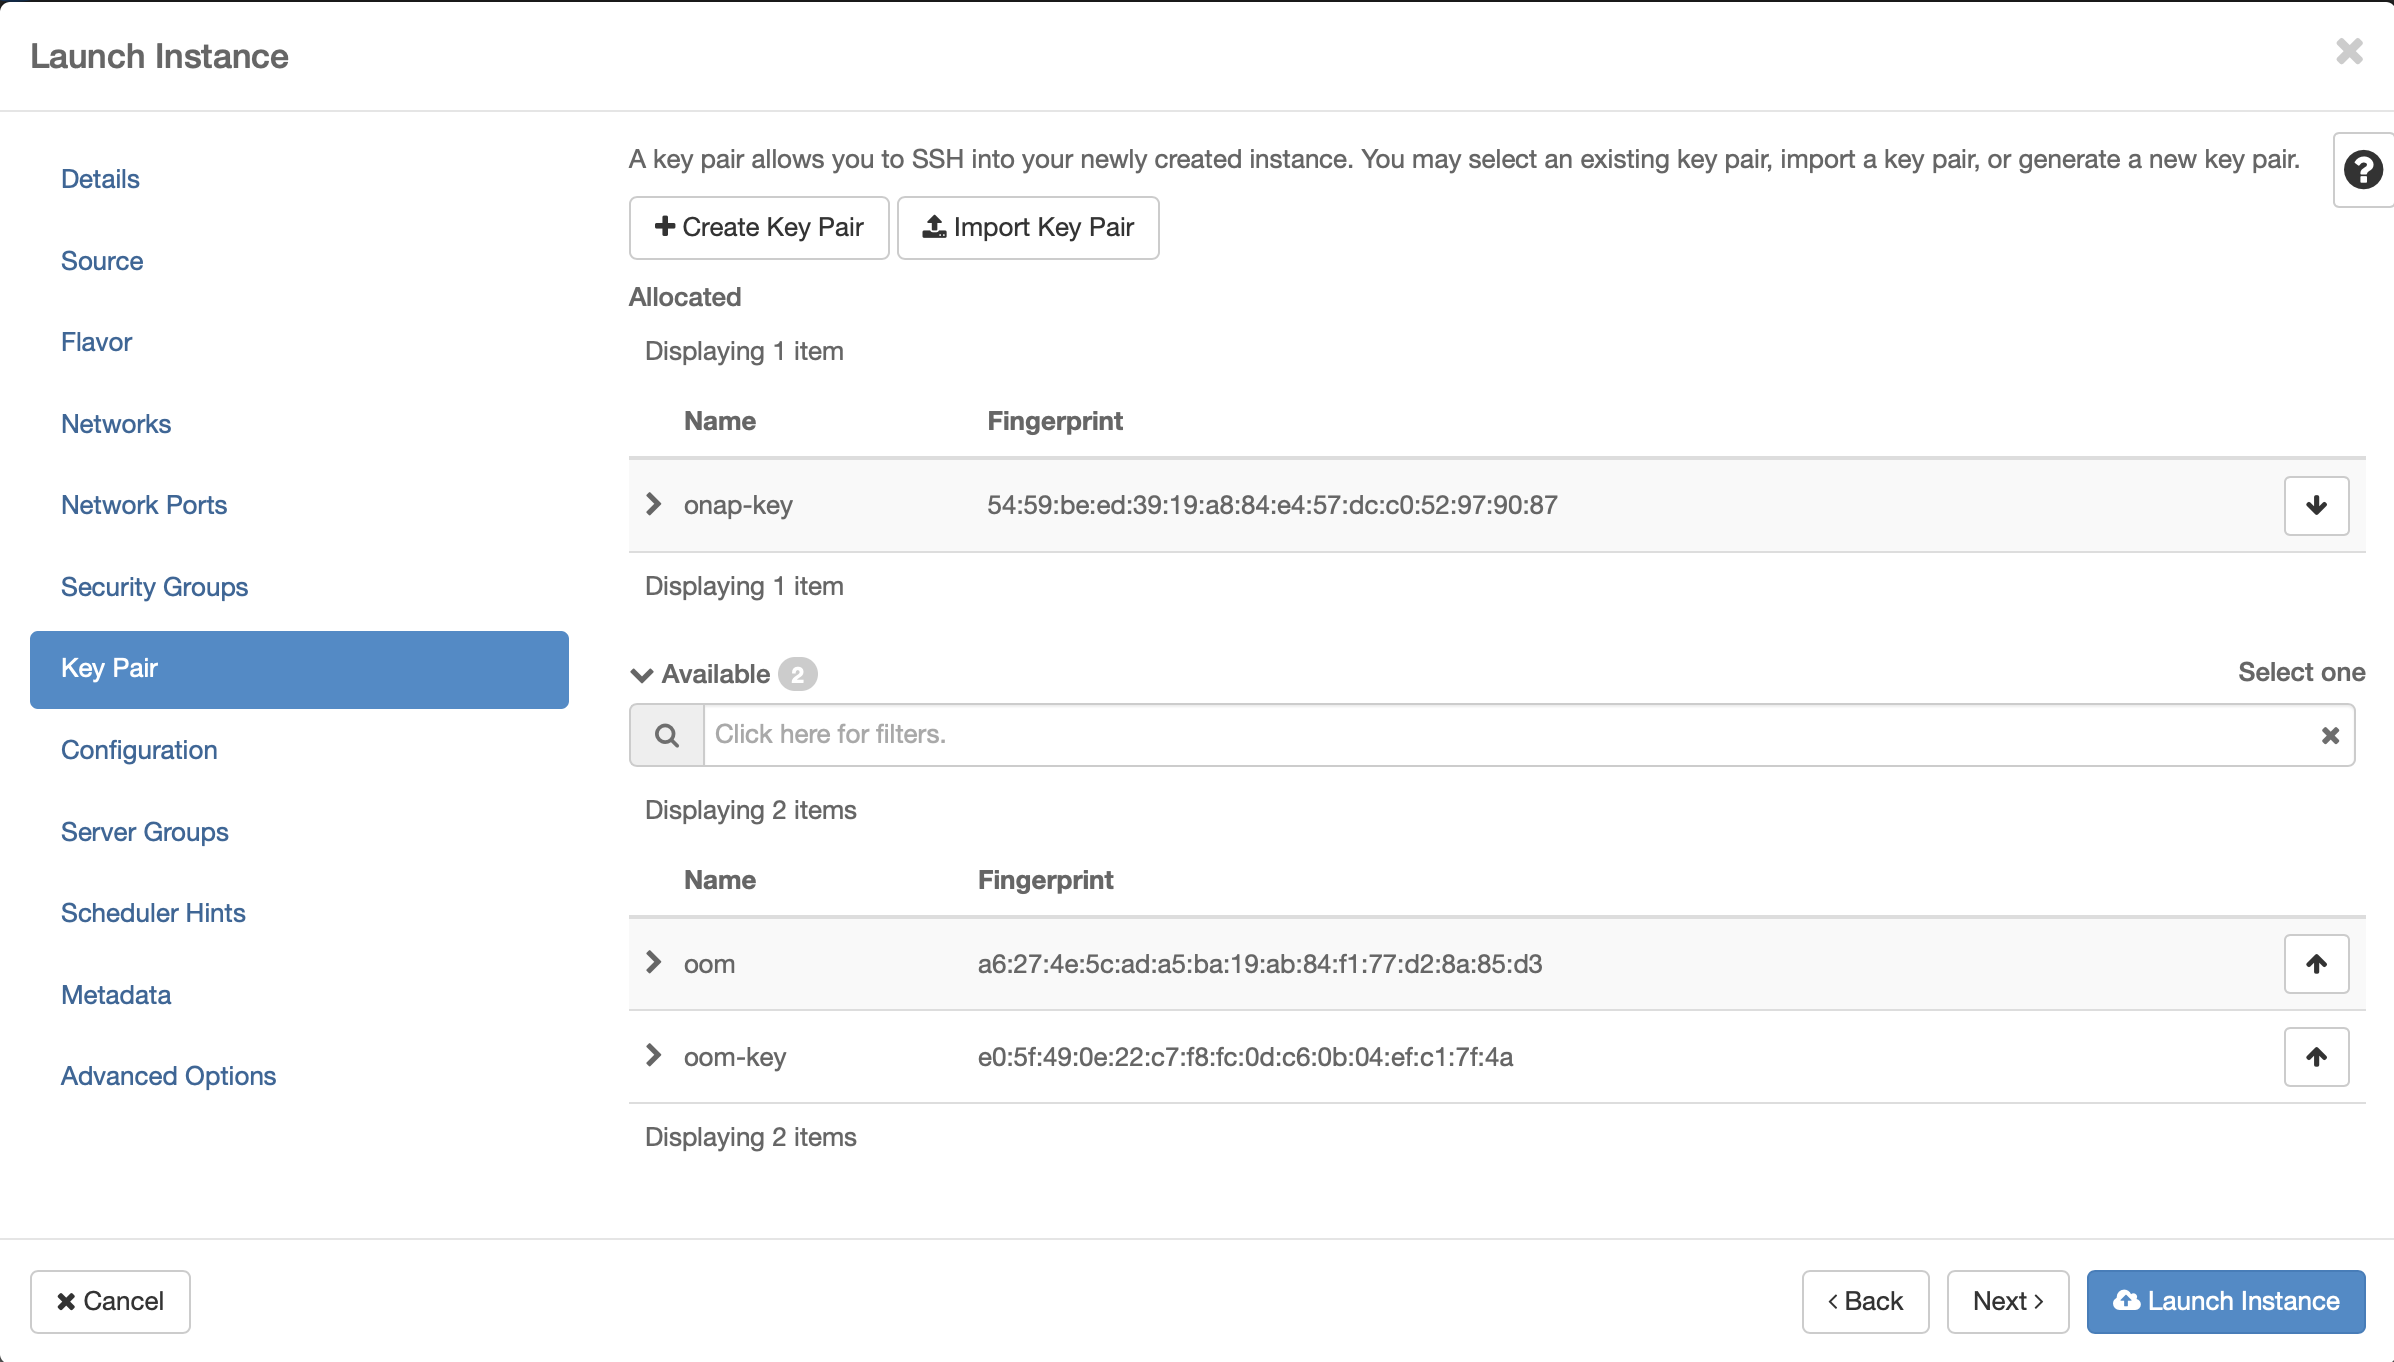 Launch Instance
Details
Source
Flavor
Networks
Network Ports
Security Groups
Key Pair
Configuration
Server Groups
Scheduler Hints
Metadata
Advanced Options
A key pair allows you to SSH into your newly created instance. You may select an existing key pair, import a key pair, or generate a new key pair.
Create Key Pair
Import Key Pair
Allocated
Displaying 1 item
Name Fingerprint
onap-key 54:59:be:ed:39:19:a8:84:e4:57:dc:c0:52:97:90:87
Displaying 1 item
Available 2 Select one
Click here for filters.
Displaying 2 items
Name Fingerprint
oom a6:27:4e:5c:ad:a5:ba:19:ab:84:f1:77:d2:8a:85:d3
oom-key e0:5f:49:0e:22:c7:f8:fc:0d:c6:0b:04:ef:c1:7f:4a
Displaying 2 items
Cancel
Back
Next
Launch Instance